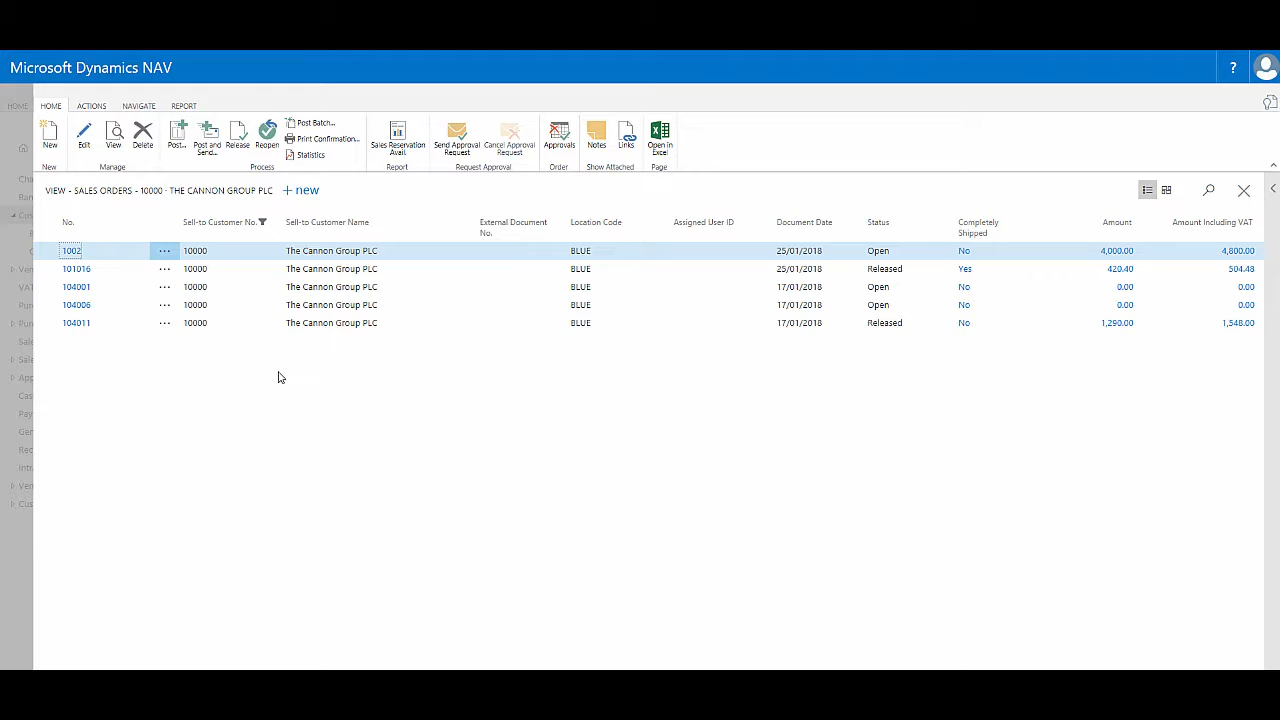 Microsoft Dynamics NAV
?
HOME
HOME
ACTIONS
NAVIGATE
REPORT
New
Edit
View
Delete
Post...
Post and Send...
Release
Reopen
Post Batch...
Print Confirmation...
Statistics
Sales Reservation Avail.
Send Approval Request
Cancel Approval Request
Approvals
Notes
Links
Open in Excel
New
Manage
Process
Report
Request Approval
Order
Show Attached
Page
VIEW - SALES ORDERS - 10000 · THE CANNON GROUP PLC
+ new
No. Sell-to Customer No. Sell-to Customer Name External Document No. Location Code Assigned User ID Document Date Status Completely Shipped Amount Amount Including VAT
1002 ... 10000 The Cannon Group PLC BLUE 25/01/2018 Open No 4,000.00 4,800.00
101016 ... 10000 The Cannon Group PLC BLUE 25/01/2018 Released Yes 420.40 504.48
104001 ... 10000 The Cannon Group PLC BLUE 17/01/2018 Open No 0.00 0.00
104006 ... 10000 The Cannon Group PLC BLUE 17/01/2018 Open No 0.00 0.00
104011 ... 10000 The Cannon Group PLC BLUE 17/01/2018 Released No 1,290.00 1,548.00